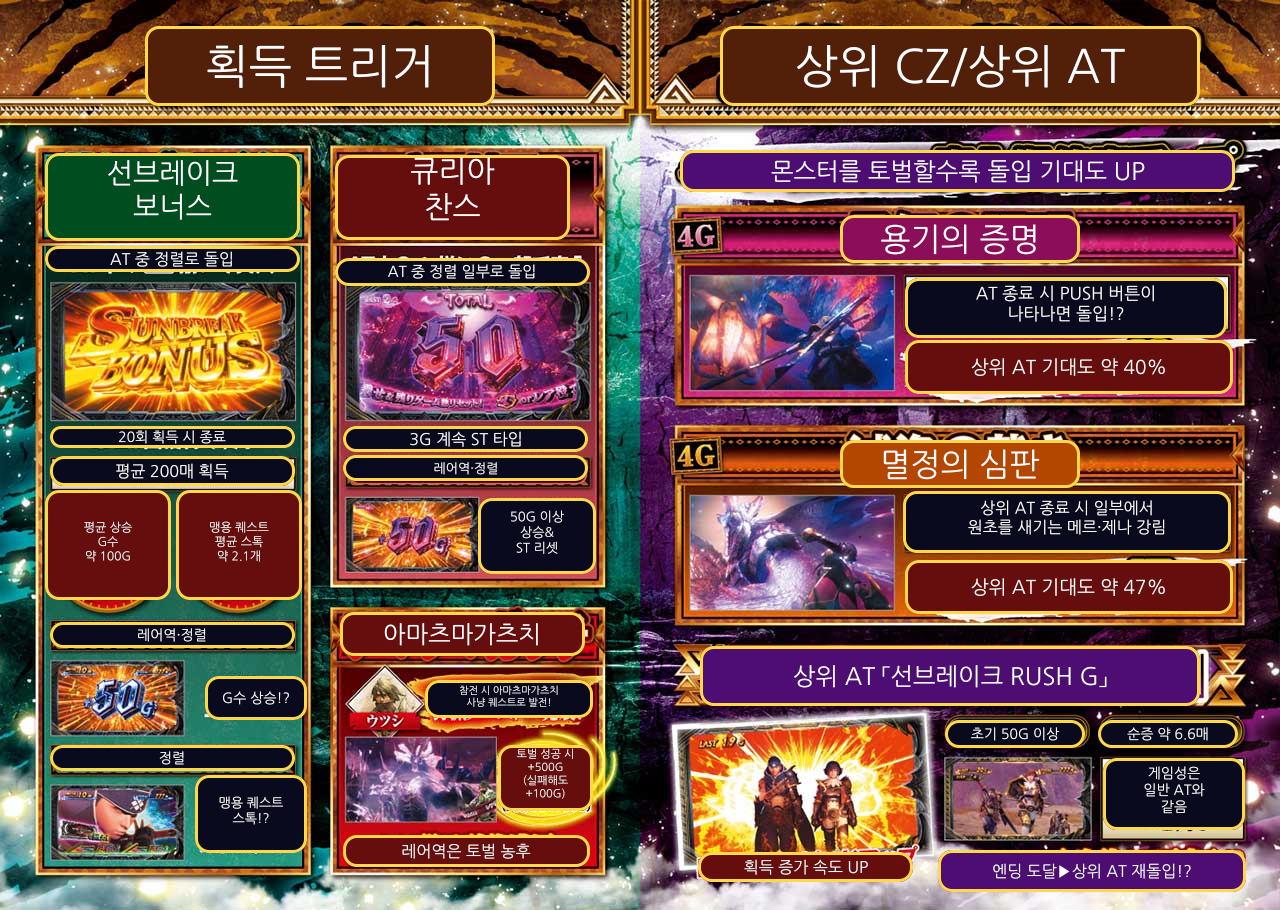 획득 트리거
선브레이크
보너스
AT 중 정렬로 돌입
SUNBREAK
BONUS
20회 획득 시 종료
평균 200매 획득
평균 상승
G수
약 100G
맹용 퀘스트
평균 스톡
약 2.1개
레어역·정렬
+50G
G수 상승!?
정렬
맹용 퀘스트
스톡!?
큐리아
찬스
AT 중 정렬 일부로 돌입
TOTAL
50
3G 계속 ST 타입
레어역·정렬
+50G
50G 이상
상승&
ST 리셋
아마츠마가츠치
ウツシ
참전 시 아마츠마가츠치
사냥 퀘스트로 발전!
토벌 성공 시
+500G
(실패해도
+100G)
레어역은 토벌 농후
상위 CZ/상위 AT
몬스터를 토벌할수록 돌입 기대도 UP
4G
용기의 증명
AT 종료 시 PUSH 버튼이
나타나면 돌입!?
상위 AT 기대도 약 40%
4G
멸정의 심판
상위 AT 종료 시 일부에서
원초를 새기는 메르·제나 강림
상위 AT 기대도 약 47%
상위 AT「선브레이크 RUSH G」
LAST 19G
획득 증가 속도 UP
초기 50G 이상
순증 약 6.6매
게임성은
일반 AT와
같음
엔딩 도달▶상위 AT 재돌입!?